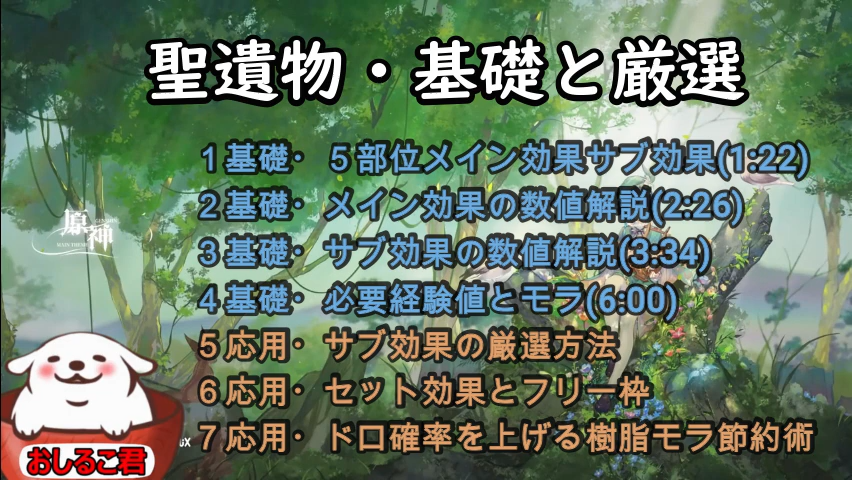 聖遺物・基礎と厳選
1基礎・ 5部位メイン効果サブ効果(1:22)
2基礎・ メイン効果の数値解説(2:26)
3基礎・ サブ効果の数値解説(3:34)
4基礎・ 必要経験値とモラ(6:00)
5応用・ サブ効果の厳選方法
6応用・ セット効果とフリー枠
7応用・ ドロ確率を上げる樹脂モラ節約術
原神
おしるこ君